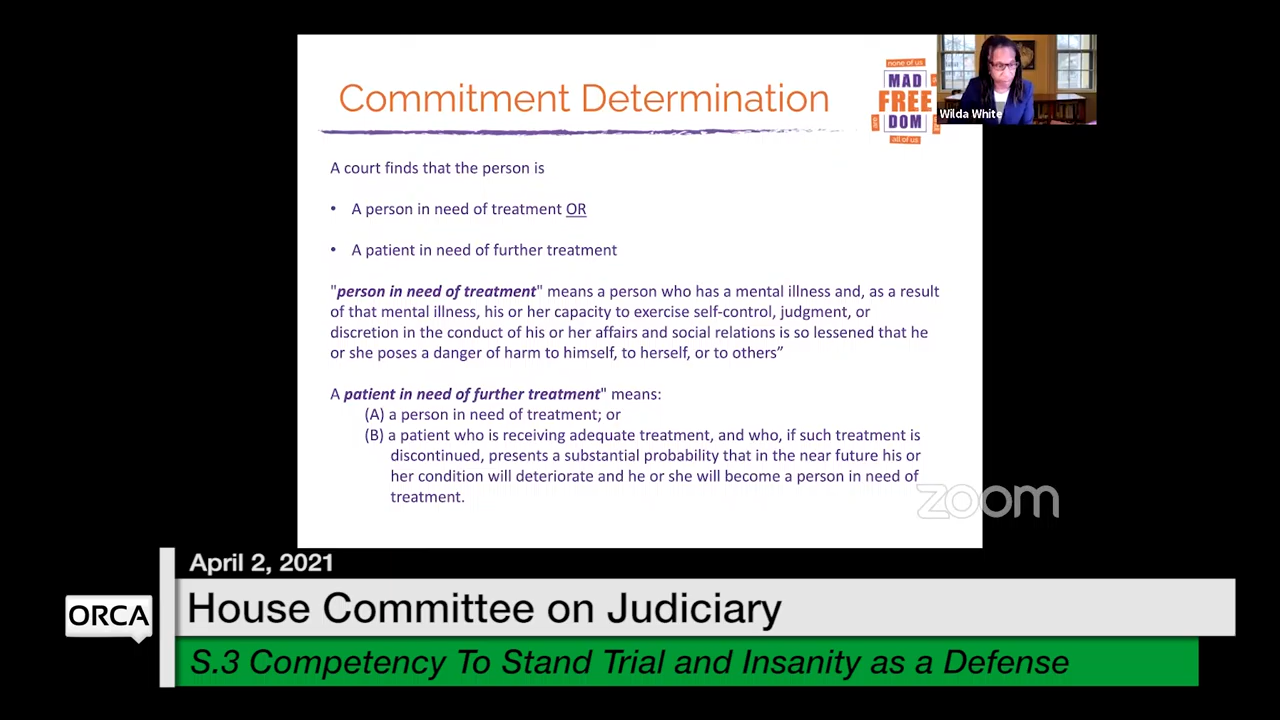 Commitment Determination
none of us
MAD
FREE
DOM
are
all of us
Wilda White
A court finds that the person is
• A person in need of treatment OR
• A patient in need of further treatment
"person in need of treatment" means a person who has a mental illness and, as a result
of that mental illness, his or her capacity to exercise self-control, judgment, or
discretion in the conduct of his or her affairs and social relations is so lessened that he
or she poses a danger of harm to himself, to herself, or to others”
A patient in need of further treatment" means:
(A) a person in need of treatment; or
(B) a patient who is receiving adequate treatment, and who, if such treatment is
discontinued, presents a substantial probability that in the near future his or
her condition will deteriorate and he or she will become a person in need of
treatment.
zoom
April 2, 2021
ORCA
House Committee on Judiciary
S.3 Competency To Stand Trial and Insanity as a Defense